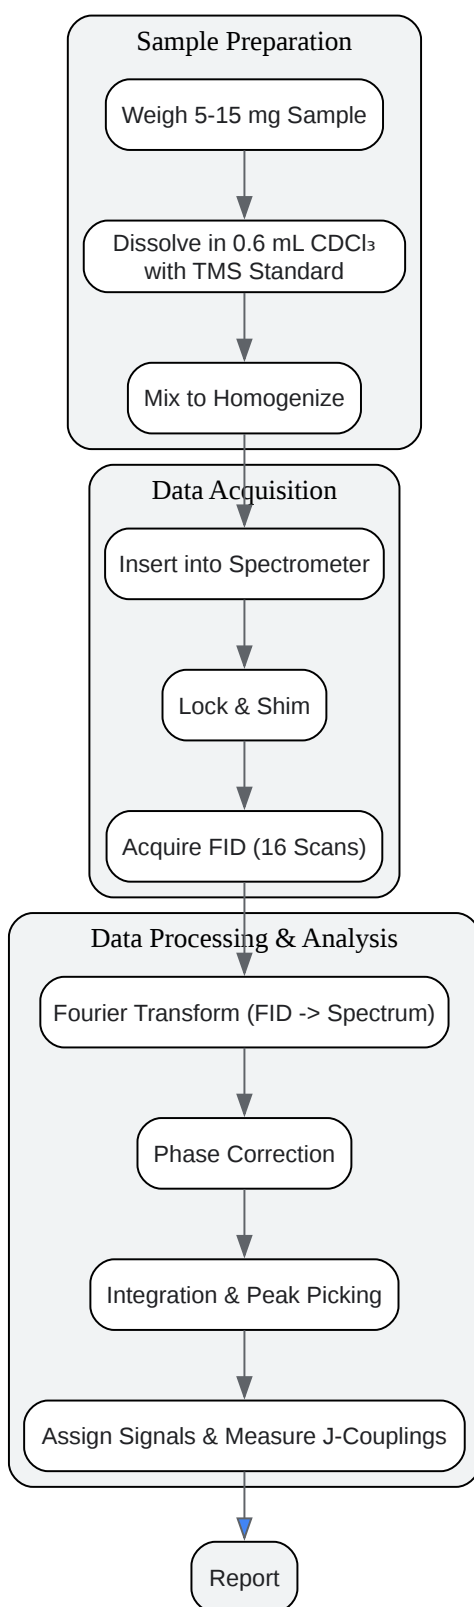 Sample Preparation
Weigh 5-15 mg Sample
Dissolve in 0.6 mL CDCl₃
with TMS Standard
Mix to Homogenize
Data Acquisition
Insert into Spectrometer
Lock & Shim
Acquire FID (16 Scans)
Data Processing & Analysis
Fourier Transform (FID -> Spectrum)
Phase Correction
Integration & Peak Picking
Assign Signals & Measure J-Couplings
Report